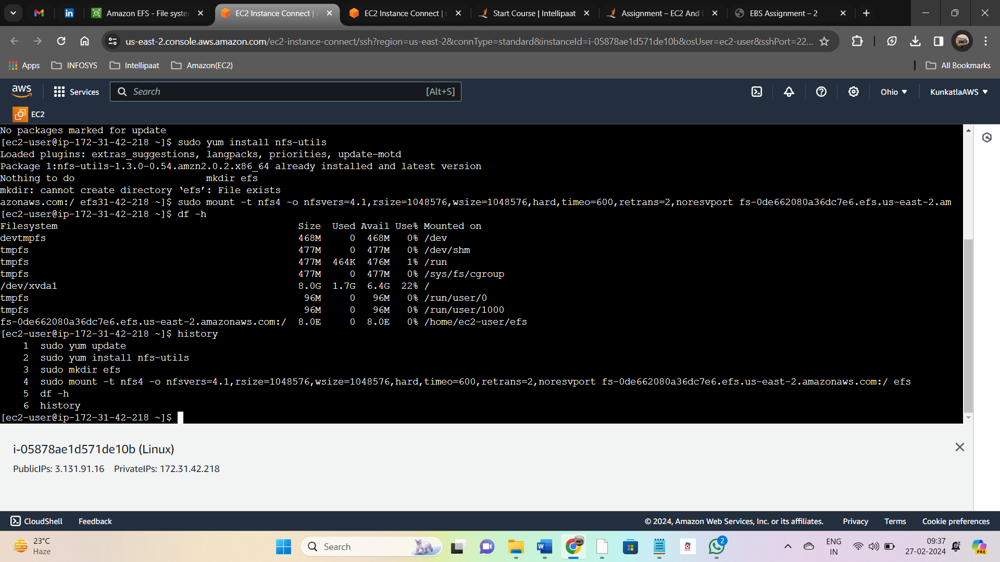 Amazon EFS - File syste
EC2 Instance Connect |
EC2 Instance Connect |
Start Course | Intellipaat
Assignment – EC2 And
EBS Assignment – 2
us-east-2.console.aws.amazon.com/ec2-instance-connect/ssh?region=us-east-2&connType=standard&instanceId=i-05878ae1d571de10b&osUser=ec2-user&sshPort=22...
Apps INFOSYS Intellipaat Amazon(EC2) All Bookmarks
aws Services Search [Alt+S] Ohio KunkatlaAWS
EC2
No packages marked for update
[ec2-user@ip-172-31-42-218 ~]$ sudo yum install nfs-utils
Loaded plugins: extras_suggestions, langpacks, priorities, update-motd
Package 1:nfs-utils-1.3.0-0.54.amzn2.0.2.x86_64 already installed and latest version
Nothing to do mkdir efs
mkdir: cannot create directory ‘efs’: File exists
azonaws.com:/ efs31-42-218 ~]$ sudo mount -t nfs4 -o nfsvers=4.1,rsize=1048576,wsize=1048576,hard,timeo=600,retrans=2,noresvport fs-0de662080a36dc7e6.efs.us-east-2.am
[ec2-user@ip-172-31-42-218 ~]$ df -h
Filesystem Size Used Avail Use% Mounted on
devtmpfs 468M 0 468M 0% /dev
tmpfs 477M 0 477M 0% /dev/shm
tmpfs 477M 464K 476M 1% /run
tmpfs 477M 0 477M 0% /sys/fs/cgroup
/dev/xvda1 8.0G 1.7G 6.4G 22% /
tmpfs 96M 0 96M 0% /run/user/0
tmpfs 96M 0 96M 0% /run/user/1000
fs-0de662080a36dc7e6.efs.us-east-2.amazonaws.com:/ 8.0E 0 8.0E 0% /home/ec2-user/efs
[ec2-user@ip-172-31-42-218 ~]$ history
1 sudo yum update
2 sudo yum install nfs-utils
3 sudo mkdir efs
4 sudo mount -t nfs4 -o nfsvers=4.1,rsize=1048576,wsize=1048576,hard,timeo=600,retrans=2,noresvport fs-0de662080a36dc7e6.efs.us-east-2.amazonaws.com:/ efs
5 df -h
6 history
[ec2-user@ip-172-31-42-218 ~]$
i-05878ae1d571de10b (Linux)
PublicIPs: 3.131.91.16 PrivateIPs: 172.31.42.218
CloudShell Feedback © 2024, Amazon Web Services, Inc. or its affiliates. Privacy Terms Cookie preferences
23°C
Haze
Search
2
ENG
IN
09:37
27-02-2024
PRE